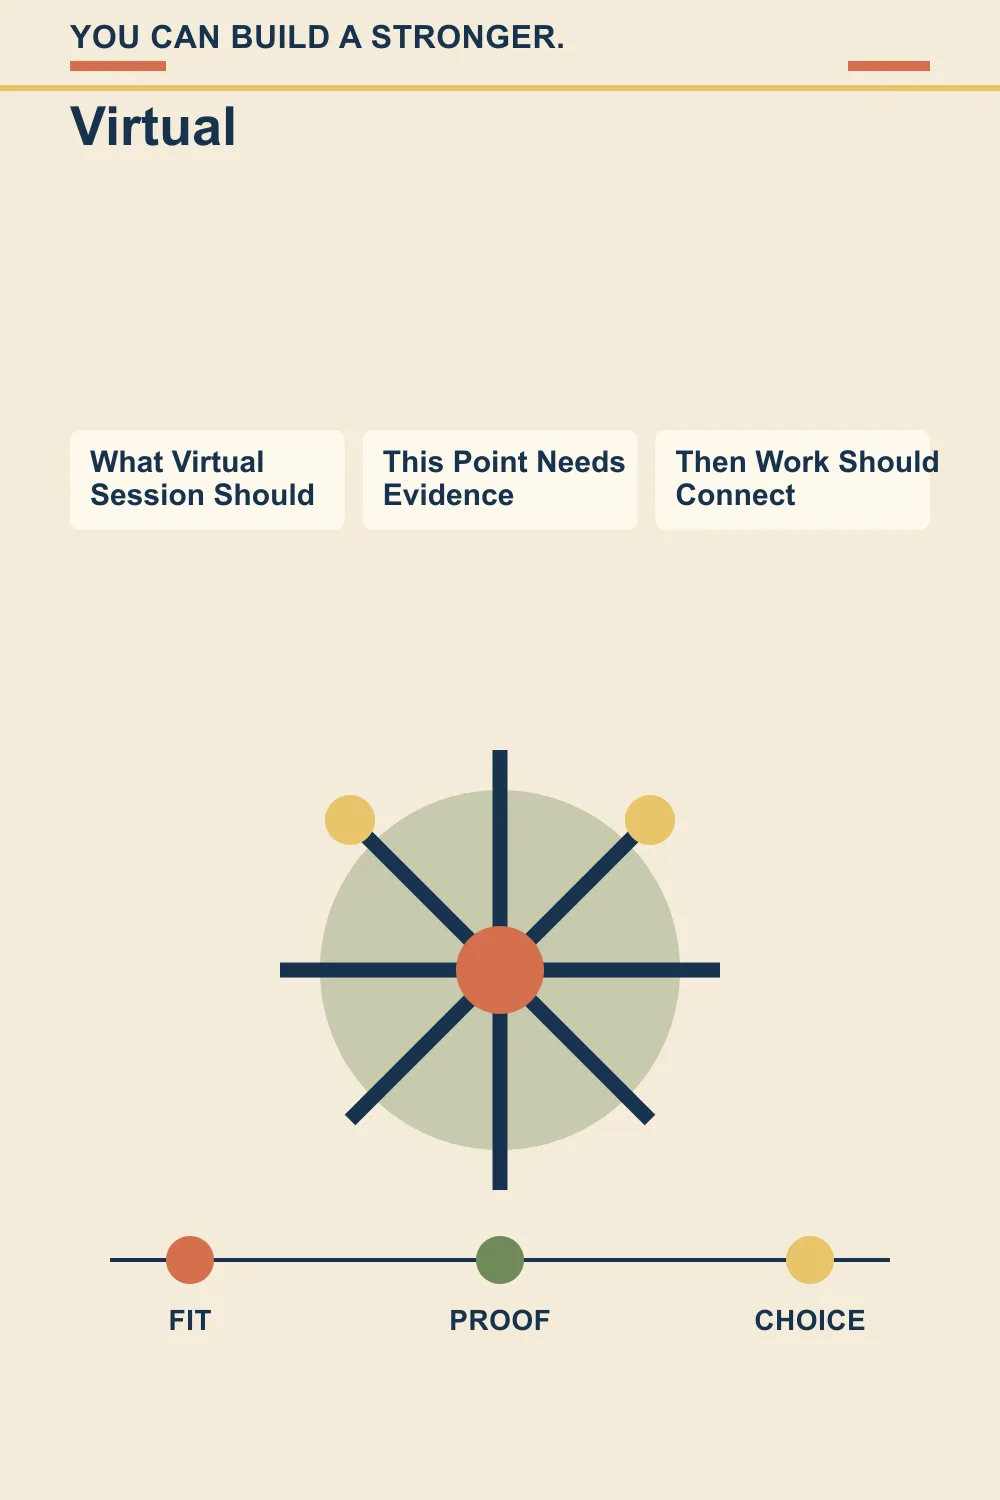 YOU CAN BUILD A STRONGER.
Virtual
What Virtual
Session Should
This Point Needs
Evidence
Then Work Should
Connect
FIT
PROOF
CHOICE